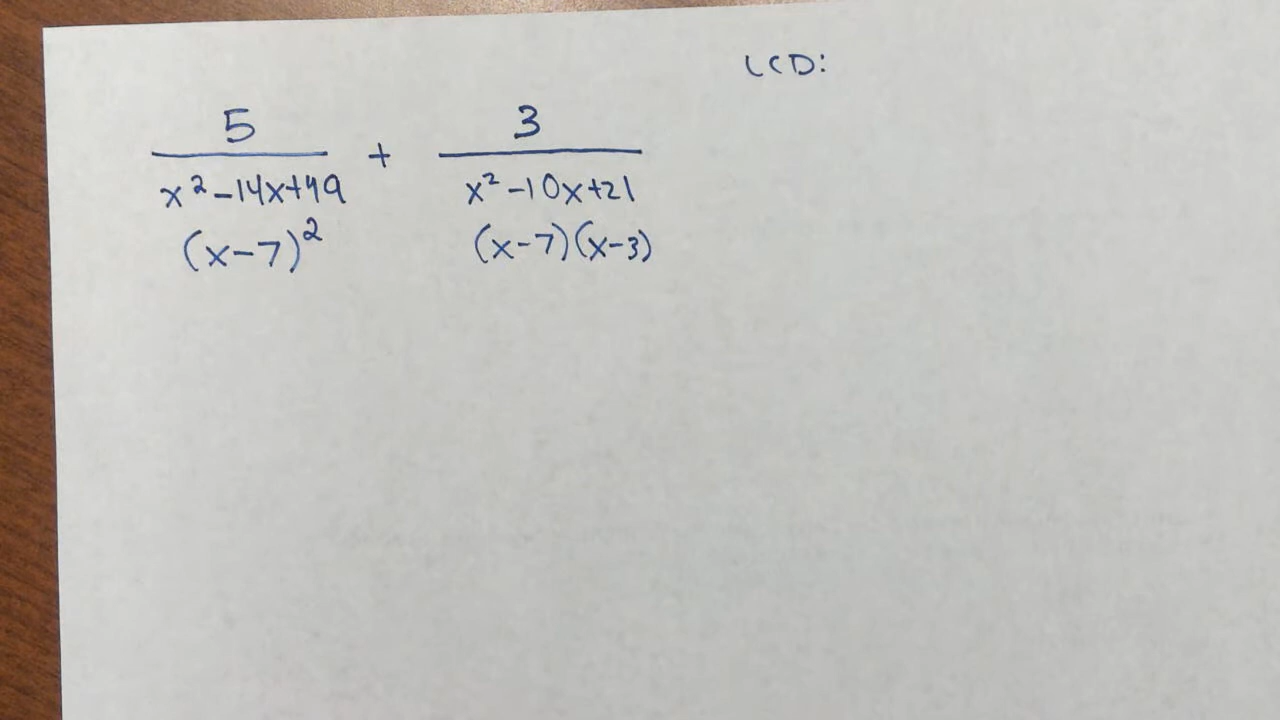 LCD:
5 + 3
x²-14x+49 x²-10x+21
(x-7)² (x-7)(x-3)